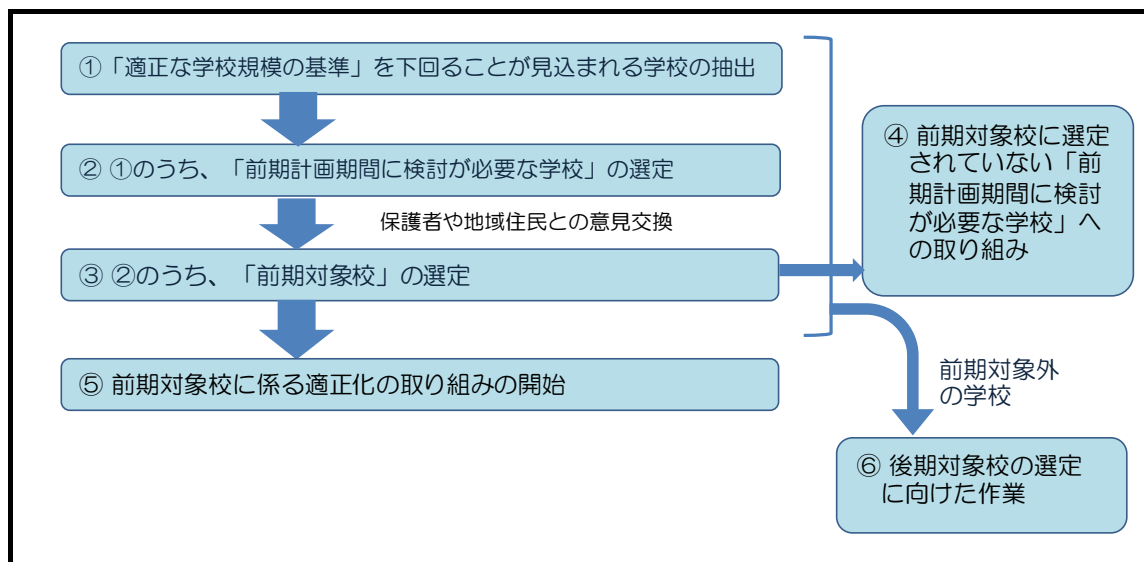 ①「適正な学校規模の基準」を下回ることが見込まれる学校の抽出
② ①のうち、「前期計画期間に検討が必要な学校」の選定
保護者や地域住民との意見交換
③ ②のうち、「前期対象校」の選定
④ 前期対象校に選定
されていない「前
期計画期間に検討
が必要な学校」へ
の取り組み
⑤ 前期対象校に係る適正化の取り組みの開始
前期対象外
の学校
⑥ 後期対象校の選定
に向けた作業